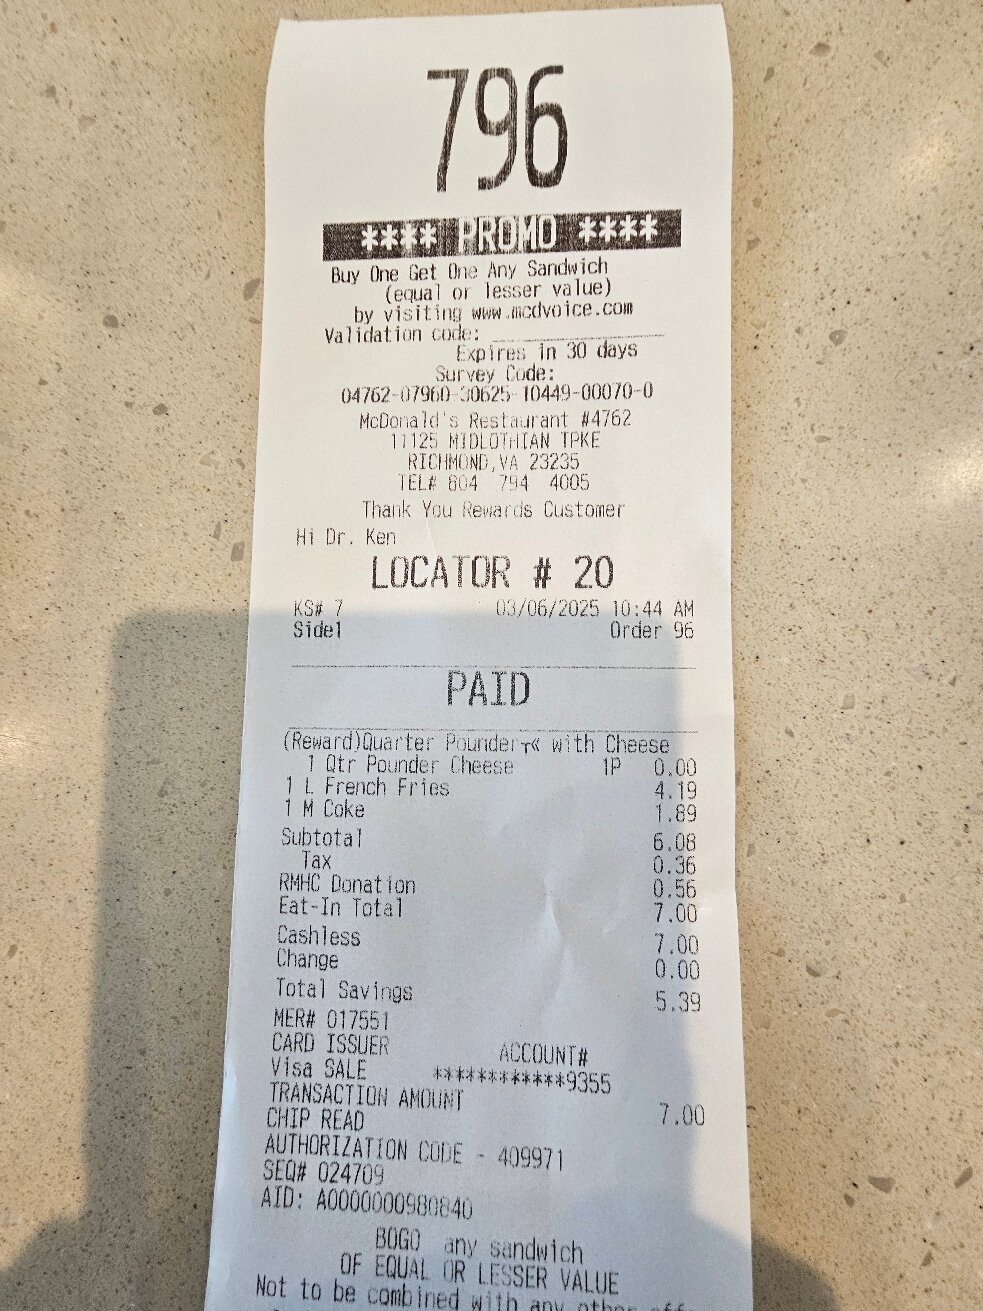 796
**** PROMO ****
Buy One Get One Any Sandwich
(equal or lesser value)
by visiting www.mcdvoice.com
Validation code: ______________
Expires in 30 days
Survey Code:
04762-07960-30625-10449-00070-0
McDonald's Restaurant #4762
11125 MIDLOTHIAN TPKE
RICHMOND,VA 23235
TEL# 804 794 4005
Thank You Rewards Customer
Hi Dr. Ken
LOCATOR # 20
KS# 7 03/06/2025 10:44 AM
Side1 Order 96
PAID
(Reward)Quarter Pounder┬« with Cheese
1 Qtr Pounder Cheese 1P 0.00
1 L French Fries 4.19
1 M Coke 1.89
Subtotal 6.08
Tax 0.36
RMHC Donation 0.56
Eat-In Total 7.00
Cashless 7.00
Change 0.00
Total Savings 5.39
MER# 017551
CARD ISSUER ACCOUNT#
Visa SALE ************9355
TRANSACTION AMOUNT 7.00
CHIP READ
AUTHORIZATION CODE - 409971
SEQ# 024709
AID: A0000000980840
BOGO any sandwich
OF EQUAL OR LESSER VALUE
Not to be combined with any other